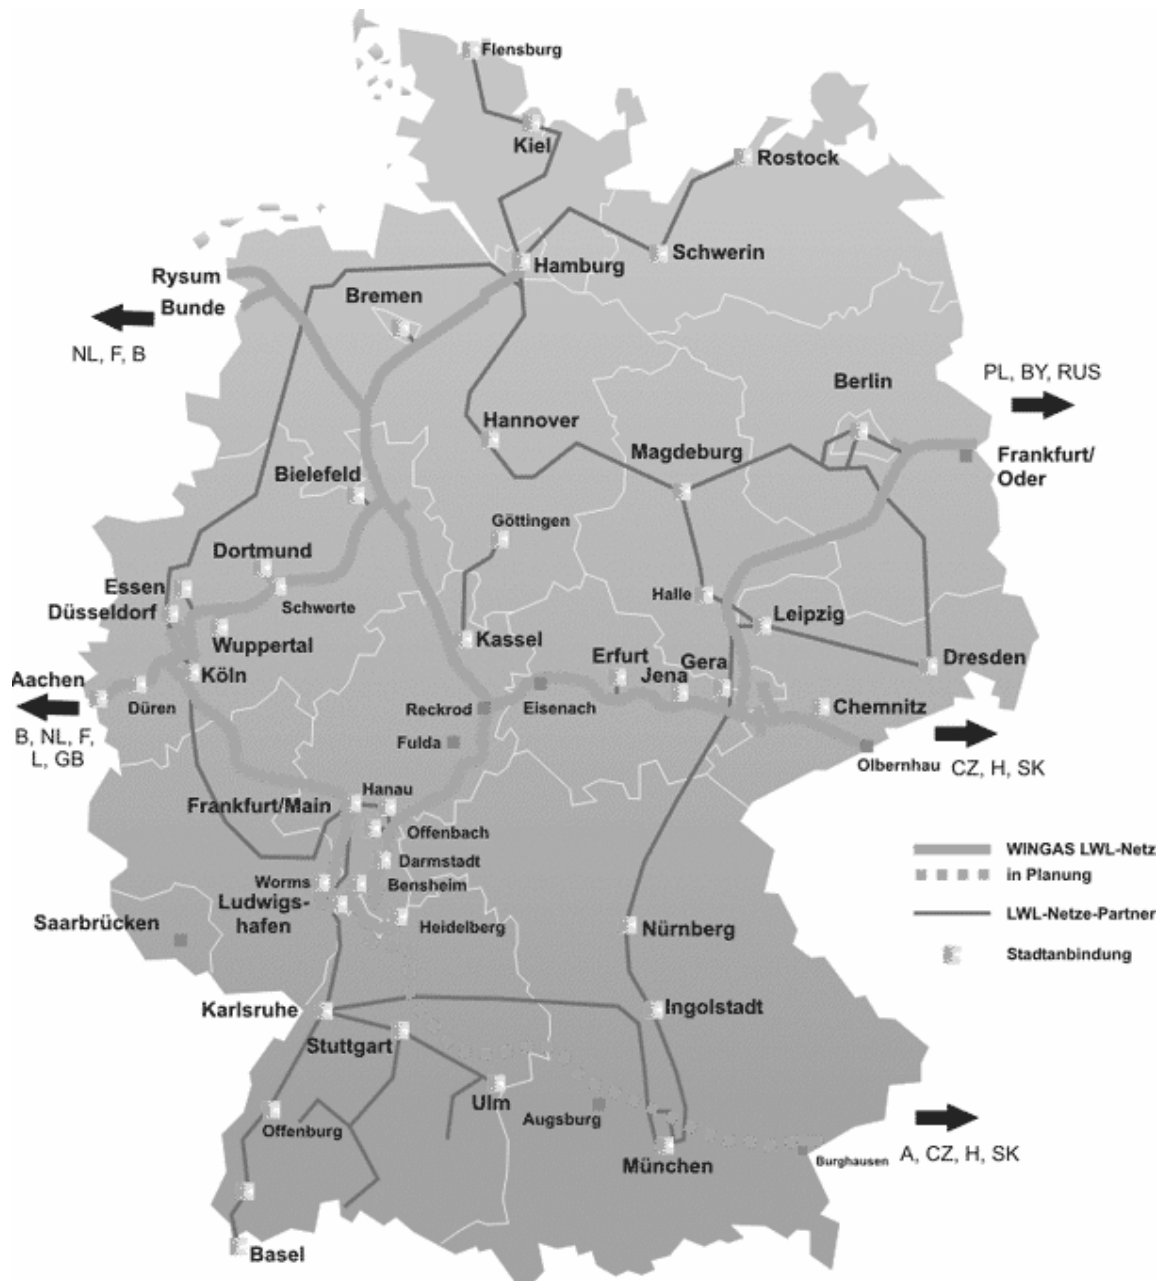 Flensburg
Kiel
Rostock
Schwerin
Hamburg
Rysum
Bremen
Bunde
NL, F, B
PL, BY, RUS
Berlin
Hannover
Magdeburg
Frankfurt/
Oder
Bielefeld
Göttingen
Dortmund
Essen
Halle
Düsseldorf
Schwerte
Leipzig
Wuppertal
Kassel
Erfurt
Gera
Dresden
Aachen
Köln
Jena
Düren
Reckrod
Eisenach
Chemnitz
B, NL, F,
L, GB
Fulda
Olbernhau
CZ, H, SK
Hanau
Frankfurt/Main
Offenbach
WINGAS LWL-Netz
Darmstadt
in Planung
Worms
Bensheim
Ludwigs-
hafen
LWL-Netze-Partner
Saarbrücken
Heidelberg
Nürnberg
Stadtanbindung
Karlsruhe
Ingolstadt
Stuttgart
Ulm
Augsburg
Offenburg
München
Burghausen
A, CZ, H, SK
Basel